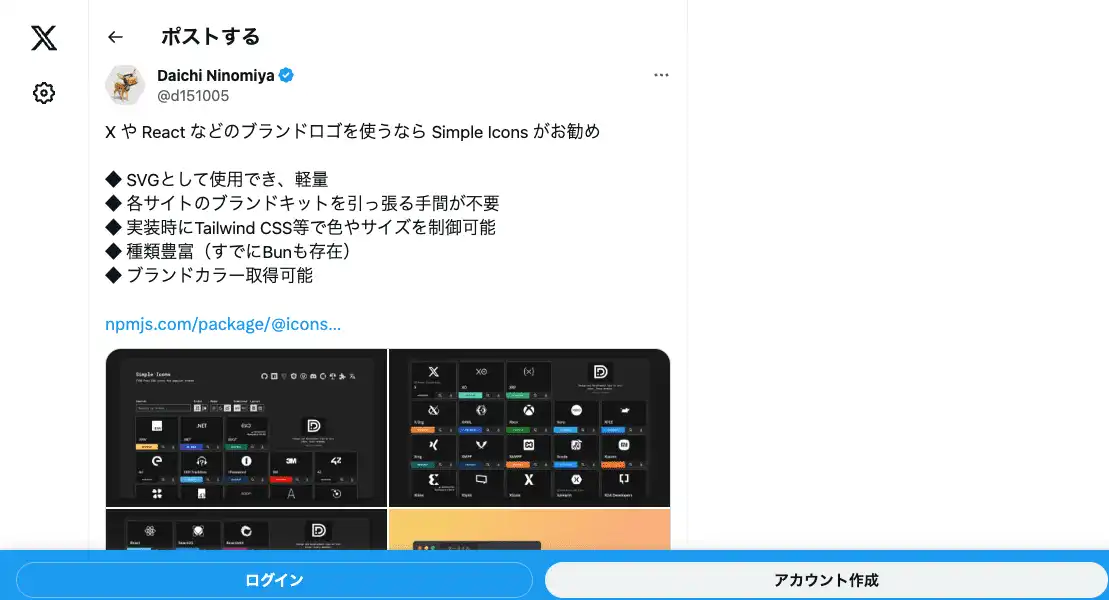 ポストする
Daichi Ninomiya
@d151005
X や React などのブランドロゴを使うなら Simple Icons がお勧め
◆ SVGとして使用でき、軽量
◆ 各サイトのブランドキットを引っ張る手間が不要
◆ 実装時にTailwind CSS等で色やサイズを制御可能
◆ 種類豊富（すでにBunも存在）
◆ ブランドカラー取得可能
npmjs.com/package/@icons…
Simple Icons
.NET
3M
ログイン
アカウント作成